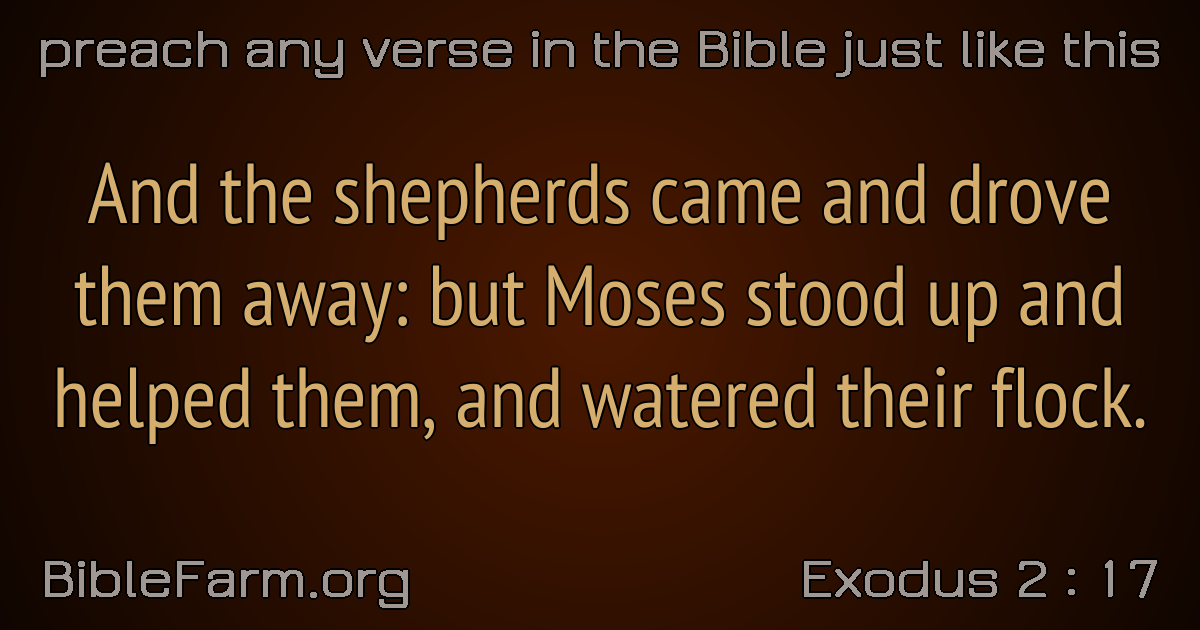 preach any verse in the Bible just like this
And the shepherds came and drove
them away: but Moses stood up and
helped them, and watered their flock.
BibleFarm.org
Exodus 2 : 17